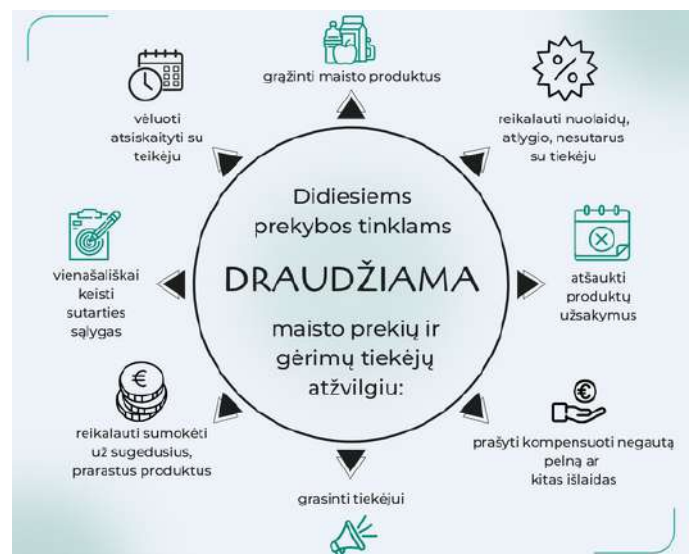 grąžinti maisto produktus
vėluoti
atsiskaityti su
teikėju
reikalauti nuolaidų,
atlygio, nesutarus
su tiekėju
Didiesiems
prekybos tinklams
DRAUDŽIAMA
maisto prekių ir
gėrimų tiekėjų
atžvilgiu:
vienašališkai
keisti
sutarties
sąlygas
atšaukti
produktų
užsakymus
reikalauti sumokėti
už sugedusius,
prarastus produktus
prašyti kompensuoti negautą
pelną ar
kitas išlaidas
grasinti tiekėjui